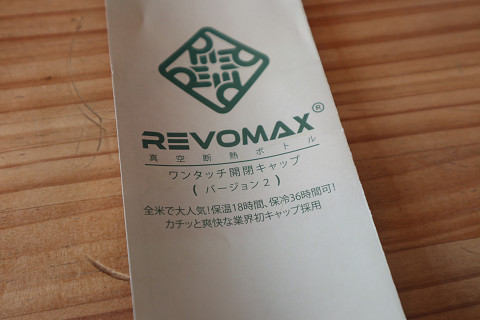 REVOMAX®
真空断熱ボトル
ワンタッチ開閉キャップ
(バージョン2)
全米で大人気!保温18時間、保冷36時間可!
カチッと爽快な業界初キャップ採用